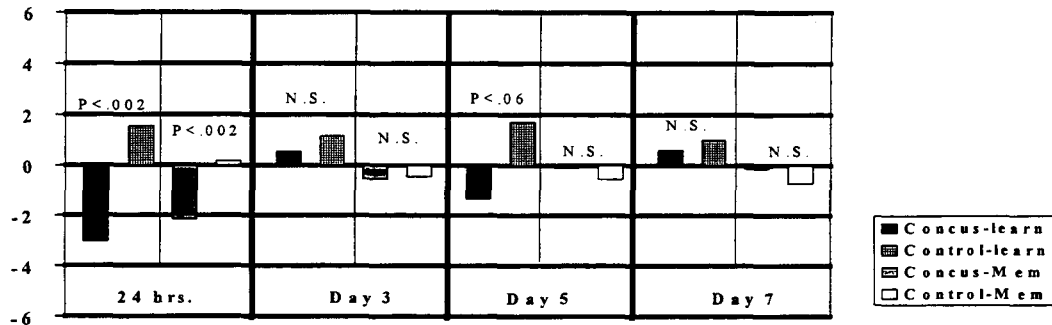 6
4
2
0
-2
-4
-6
P<.002
P<.002
N.S.
N.S.
P<.06
N.S.
N.S.
N.S.
24 hrs.
Day 3
Day 5
Day 7
Concus-learn
Control-learn
Concus-Mem
Control-Mem